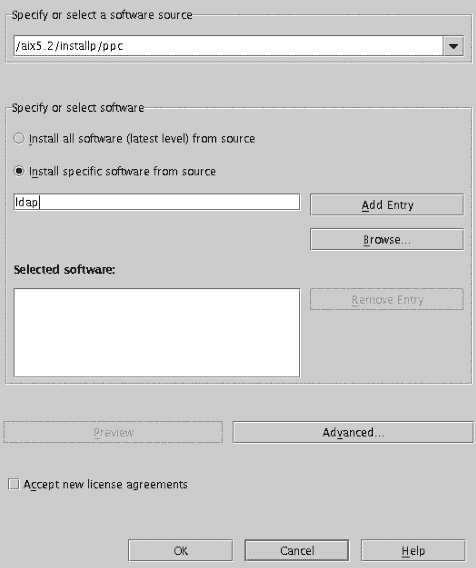 Specify or select a software source
/aix5.2/installp/ppc
Specify or select software
Install all software (latest level) from source
Install specific software from source
ldap
Add Entry
Browse...
Selected software:
Remove Entry
Preview
Advanced...
Accept new license agreements
OK
Cancel
Help